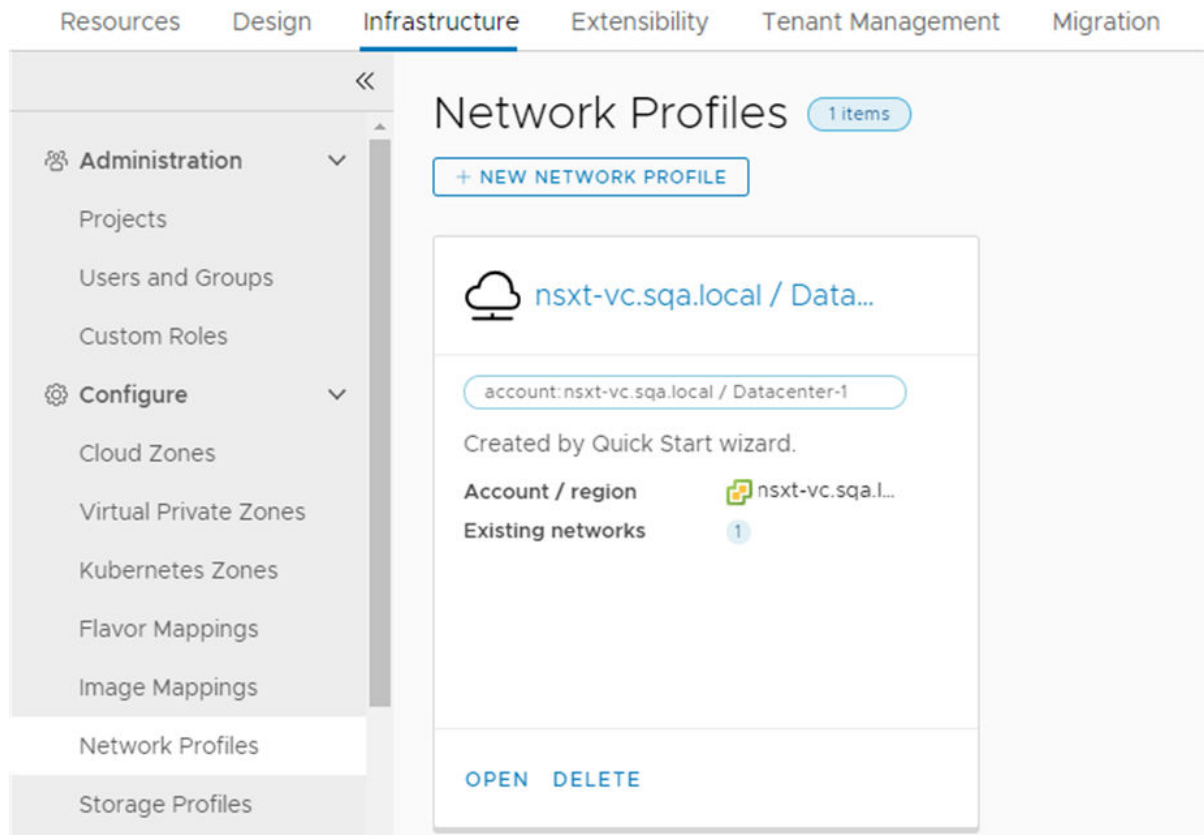 Resources Design Infrastructure Extensibility Tenant Management Migration
Administration
Projects
Users and Groups
Custom Roles
Configure
Cloud Zones
Virtual Private Zones
Kubernetes Zones
Flavor Mappings
Image Mappings
Network Profiles
Storage Profiles
Network Profiles 1 items
+ NEW NETWORK PROFILE
nsxt-vc.sqa.local / Data...
account:nsxt-vc.sqa.local / Datacenter-1
Created by Quick Start wizard.
Account / region nsxt-vc.sqa.l...
Existing networks 1
OPEN DELETE